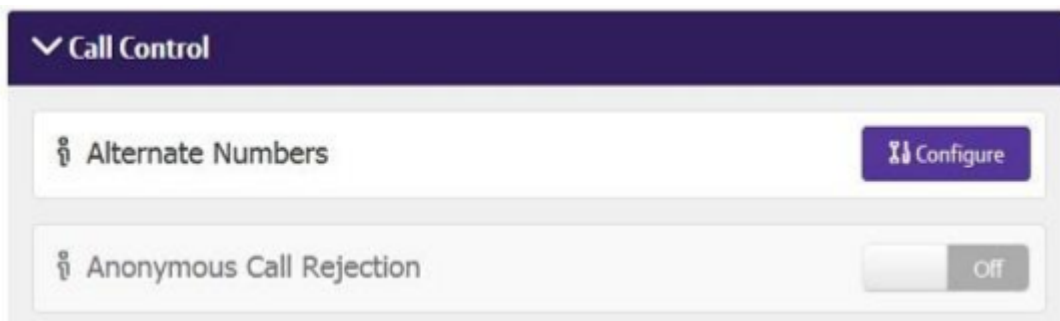 Call Control
Alternate Numbers
Configure
Anonymous Call Rejection
Off